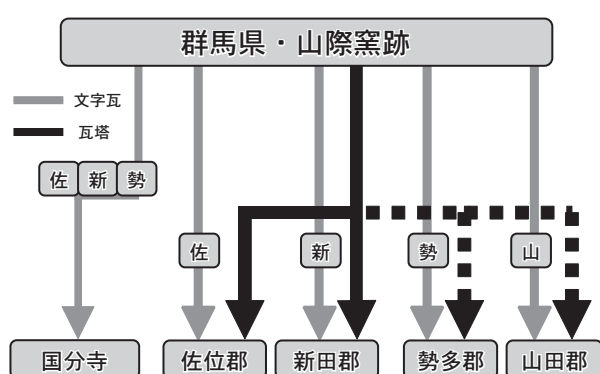 群馬県・山際窯跡
文字瓦
瓦塔
佐 新 勢
佐 新 勢 山
国分寺 佐位郡 新田郡 勢多郡 山田郡